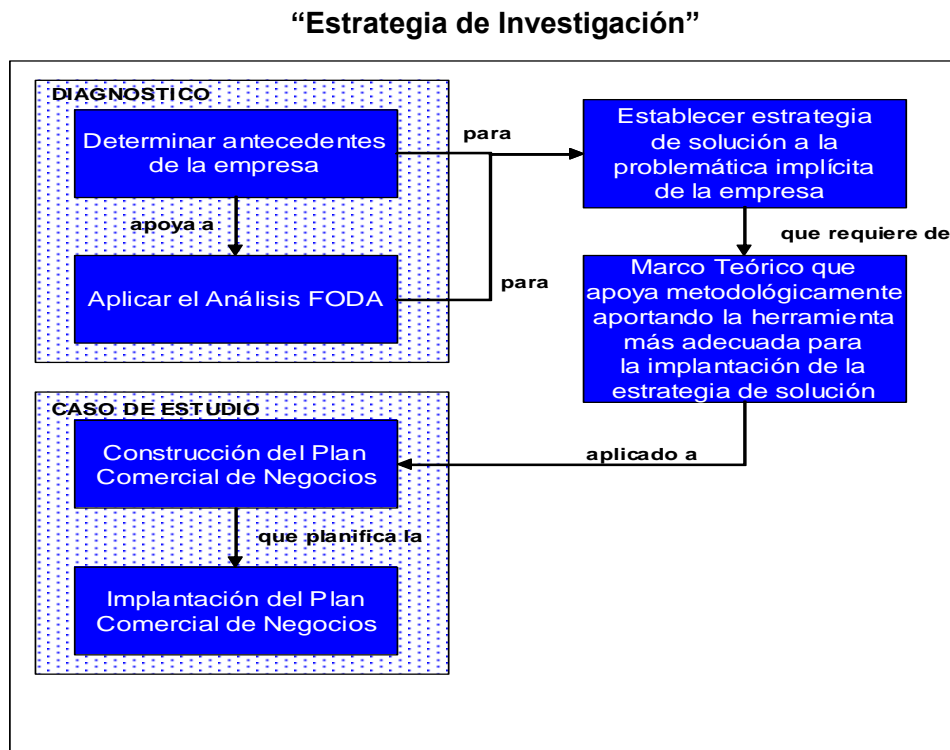 “Estrategia de Investigación”
DIAGNOSTICO
Determinar antecedentes
de la empresa
apoya a
Aplicar el Análisis FODA
para
para
Establecer estrategia
de solución a la
problemática implícita
de la empresa
que requiere de
Marco Teórico que
apoya metodológicamente
aportando la herramienta
más adecuada para
la implantación de la
estrategia de solución
aplicado a
CASO DE ESTUDIO
Construcción del Plan
Comercial de Negocios
que planifica la
Implantación del Plan
Comercial de Negocios